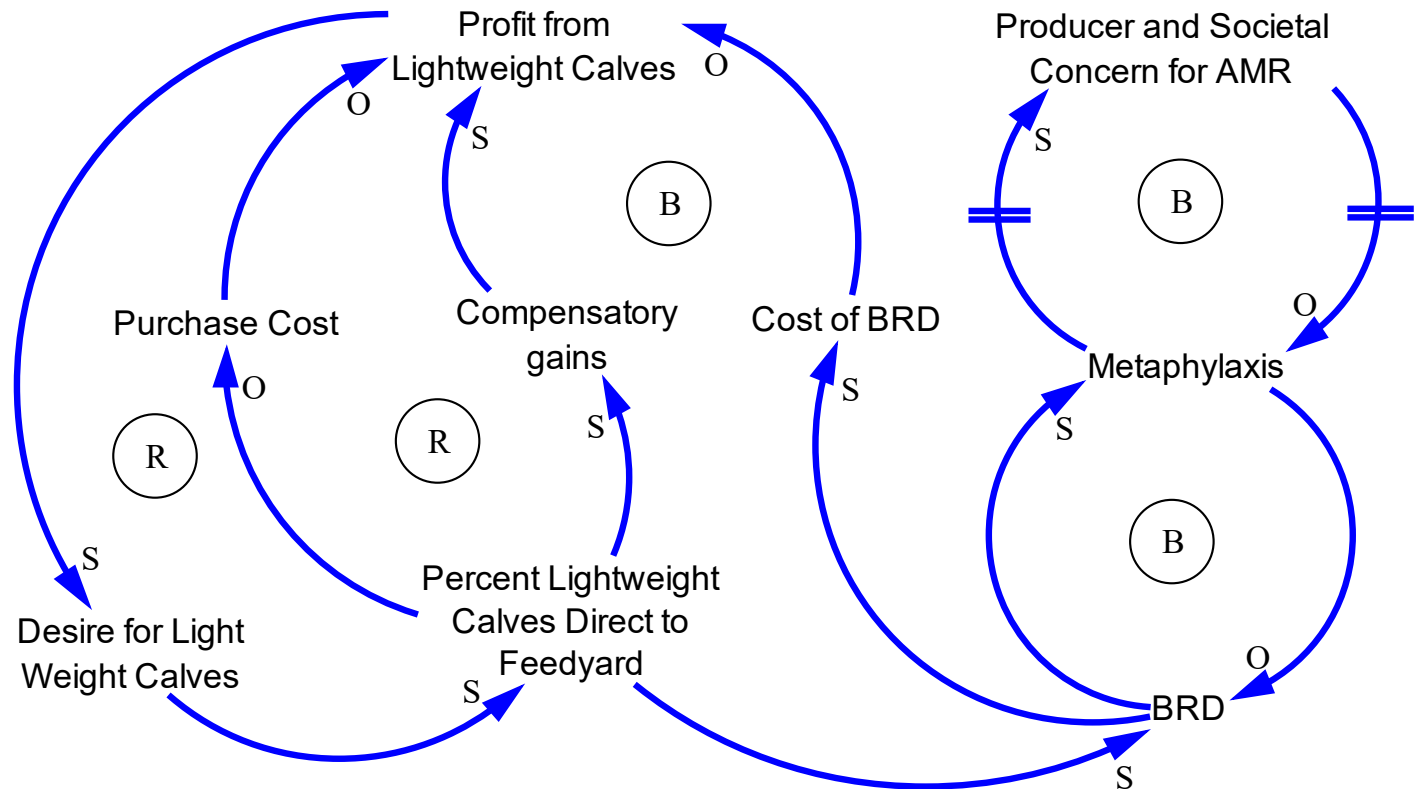 Profit from
Lightweight Calves
Producer and Societal
Concern for AMR
O
O
S
S
B
B
Purchase Cost
Compensatory
gains
Cost of BRD
O
Metaphylaxis
O
S
S
S
R
R
B
S
Percent Lightweight
Calves Direct to
Feedyard
Desire for Light
Weight Calves
S
O
BRD
S